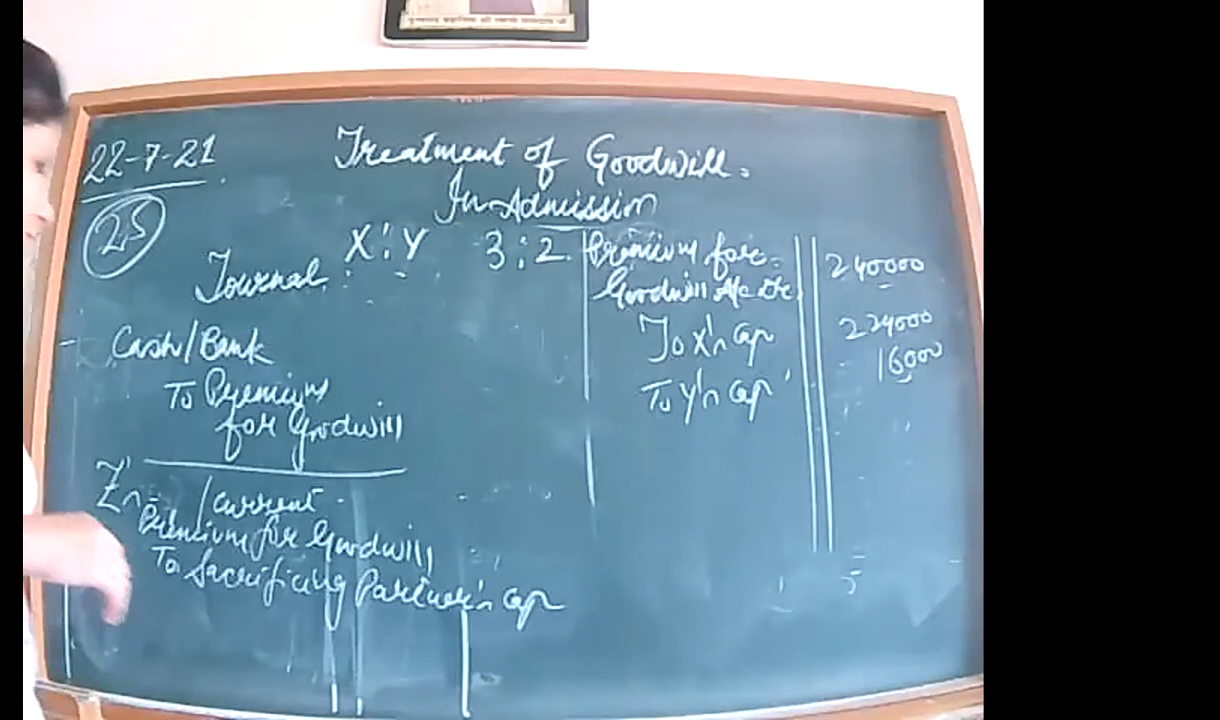 22-7-21
Treatment of Goodwill.
In Admission
25
X : Y 3 : 2
Journal
Cash/Bank
To Premium
for Goodwill
Z's /Current
Premium for Goodwill
To Sacrificing Partner's cap
Premium for
Goodwill A/c Dr. 240000
To X's cap 224000
To Y's cap 16000